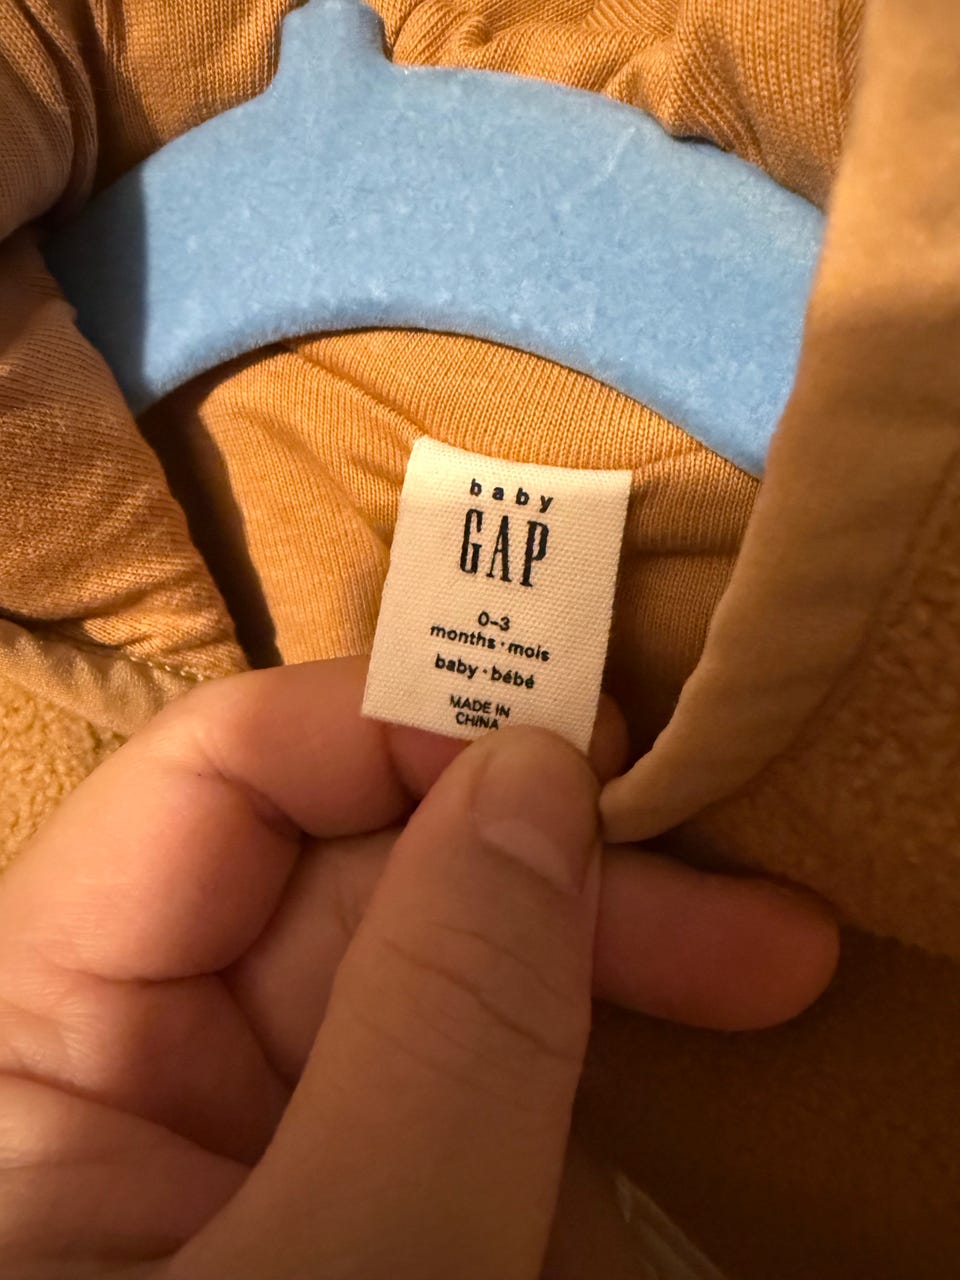 baby
GAP
0-3
months · mois
baby · bébé
MADE IN
CHINA